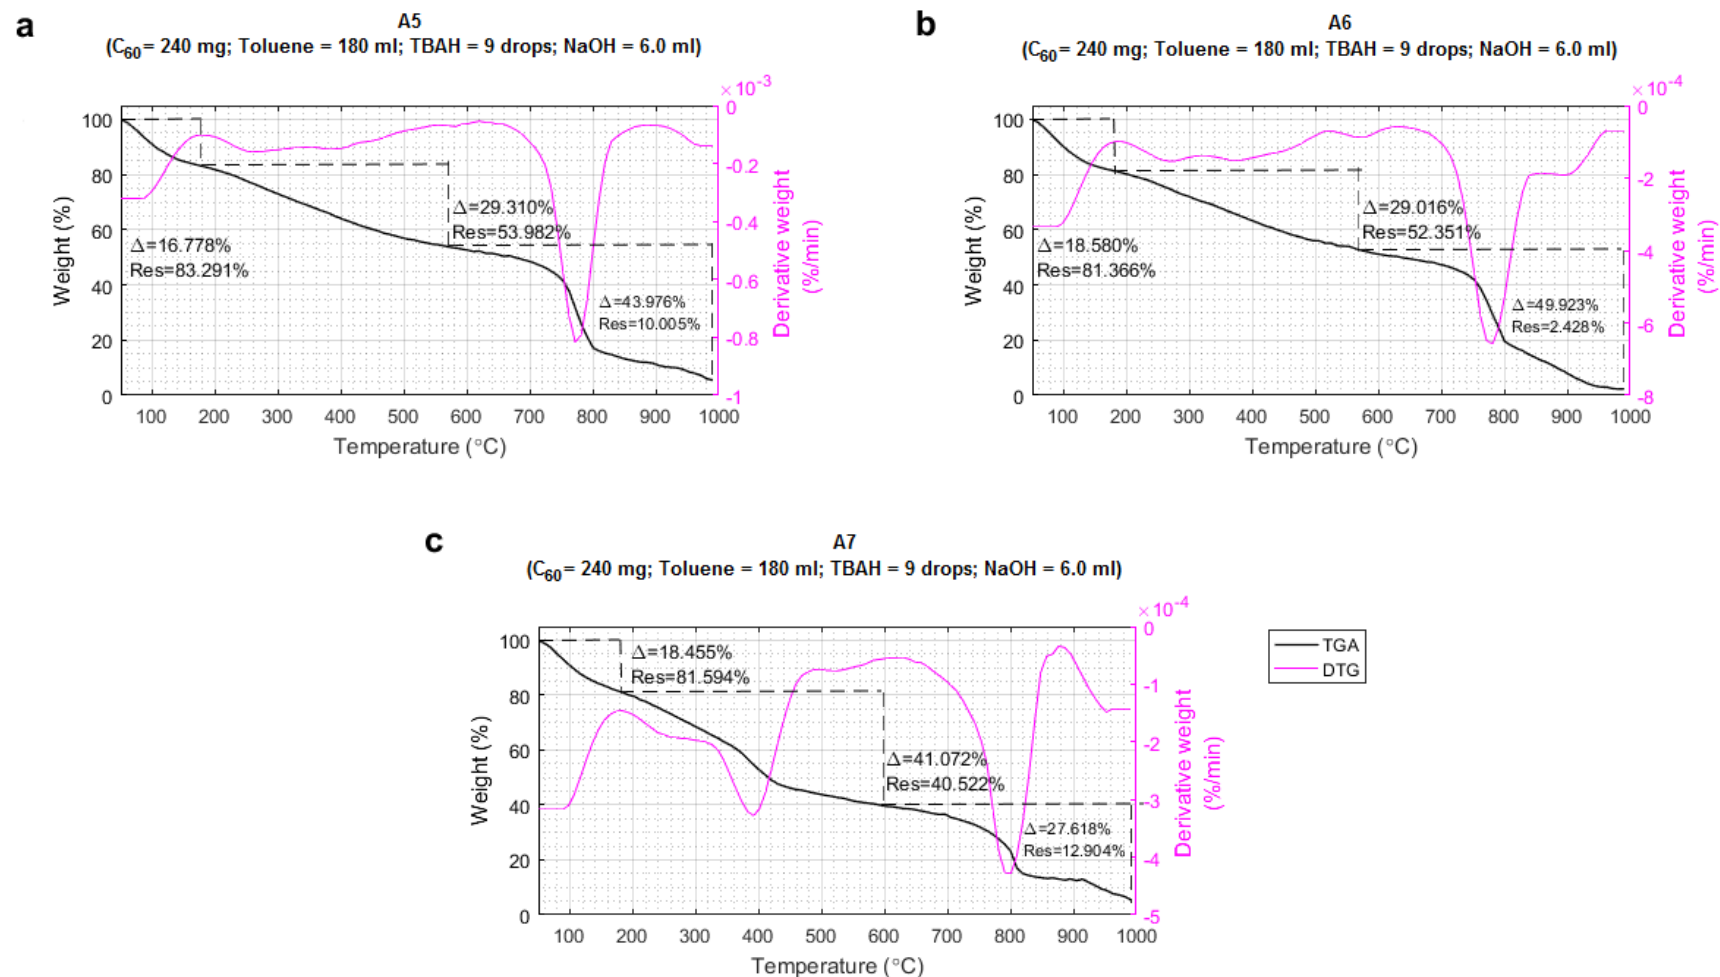 a
A5
(C60= 240 mg; Toluene = 180 ml; TBAH = 9 drops; NaOH = 6.0 ml)
×10-3
100
80
60
40
20
0
Weight (%)
Δ=16.778%
Res=83.291%
Δ=29.310%
Res=53.982%
Δ=43.976%
Res=10.005%
0
-0.2
-0.4
-0.6
-0.8
-1
Derivative weight
(%/min)
100 200 300 400 500 600 700 800 900 1000
Temperature (°C)
b
A6
(C60= 240 mg; Toluene = 180 ml; TBAH = 9 drops; NaOH = 6.0 ml)
×10-4
100
80
60
40
20
0
Weight (%)
Δ=18.580%
Res=81.366%
Δ=29.016%
Res=52.351%
Δ=49.923%
Res=2.428%
0
-2
-4
-6
-8
Derivative weight
(%/min)
100 200 300 400 500 600 700 800 900 1000
Temperature (°C)
c
A7
(C60= 240 mg; Toluene = 180 ml; TBAH = 9 drops; NaOH = 6.0 ml)
×10-4
100
80
60
40
20
0
Weight (%)
Δ=18.455%
Res=81.594%
Δ=41.072%
Res=40.522%
Δ=27.618%
Res=12.904%
0
-1
-2
-3
-4
-5
Derivative weight
(%/min)
100 200 300 400 500 600 700 800 900 1000
Temperature (°C)
TGA
DTG